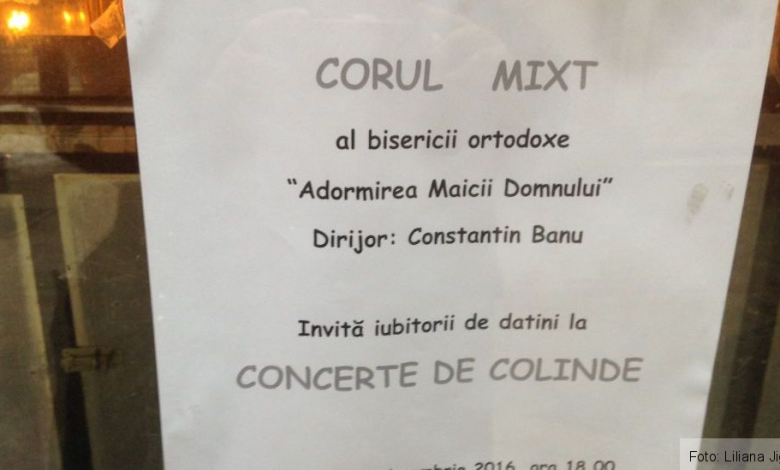 CORUL MIXT
al bisericii ortodoxe
“Adormirea Maicii Domnului”
Dirijor: Constantin Banu
Invită iubitorii de datini la
CONCERTE DE COLINDE
2016, ora 18.00
Foto: Liliana